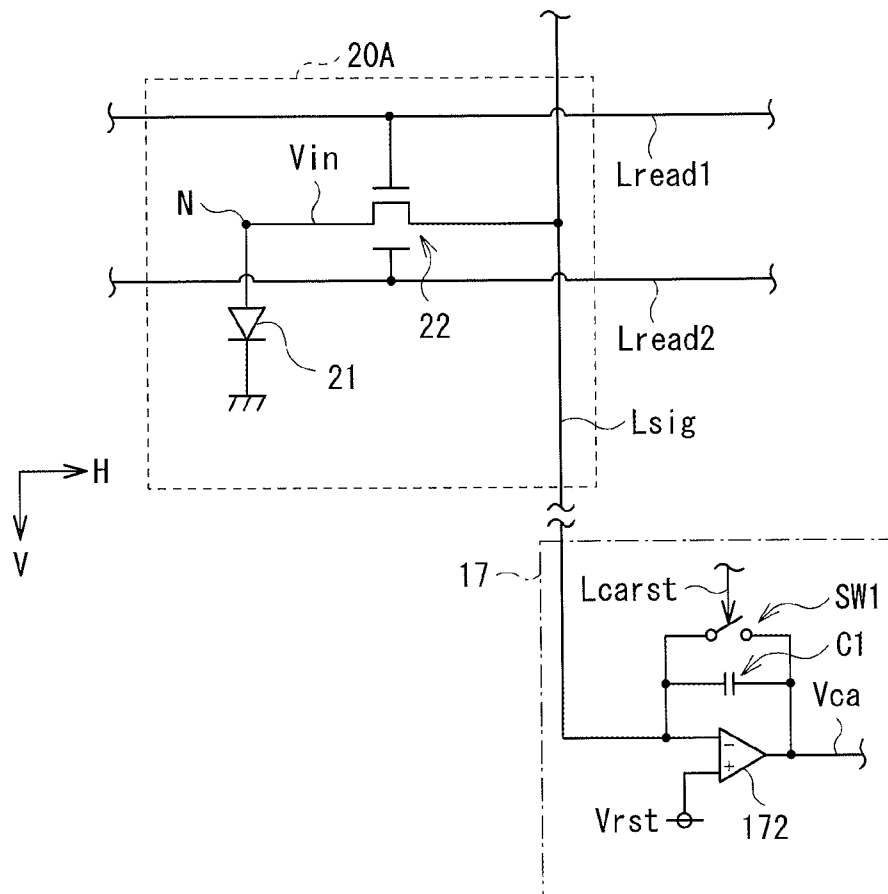 20A
Lread1
Vin
N
22
Lread2
21
Lsig
H
V
17
Lcarst
SW1
C1
Vca
−
+
Vrst
172